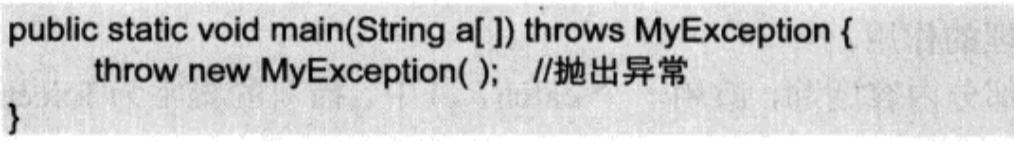 public static void main(String a[ ]) throws MyException {
throw new MyException( );   //抛出异常
}